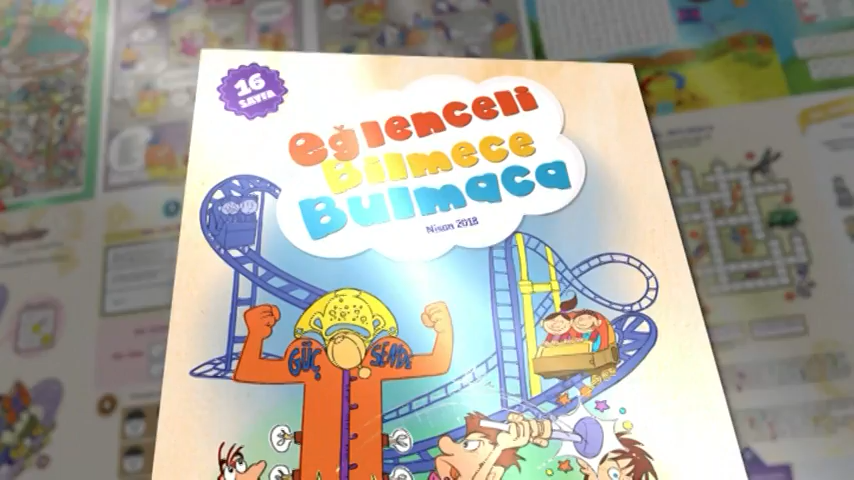 16
SAYFA
eğlenceli
Bilmece
Bulmaca
Nisan 2018
GÜÇ SENDE